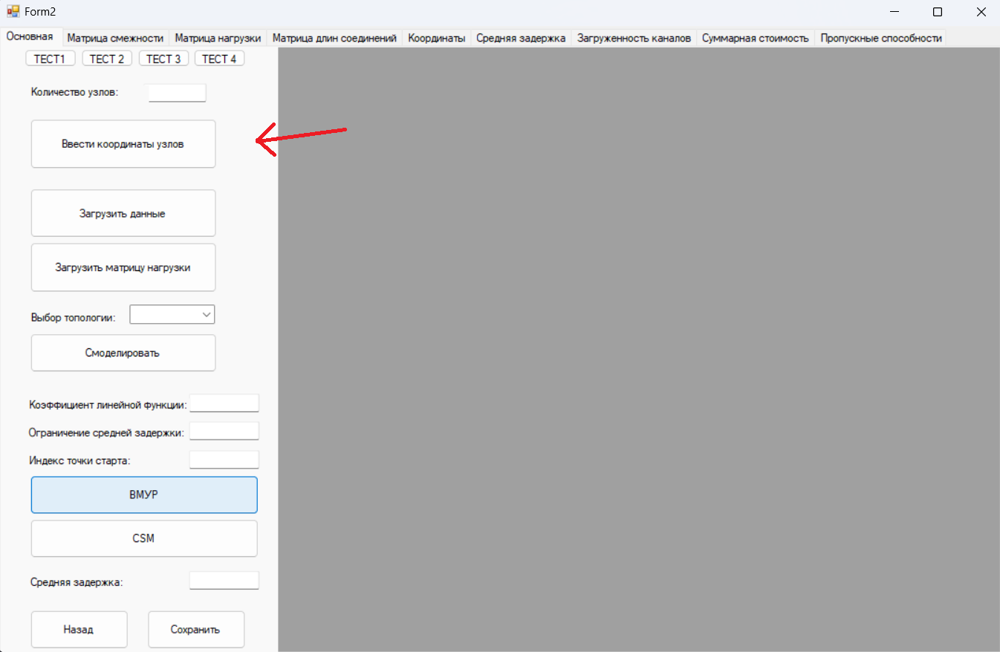 Form2
Основная Матрица смежности Матрица нагрузки Матрица длин соединений Координаты Средняя задержка Загруженность каналов Суммарная стоимость Пропускные способности
ТЕСТ1 ТЕСТ 2 ТЕСТ 3 ТЕСТ 4
Количество узлов:
Ввести координаты узлов
Загрузить данные
Загрузить матрицу нагрузки
Выбор топологии:
Смоделировать
Коэффициент линейной функции:
Ограничение средней задержки:
Индекс точки старта:
ВМУР
CSM
Средняя задержка:
Назад Сохранить